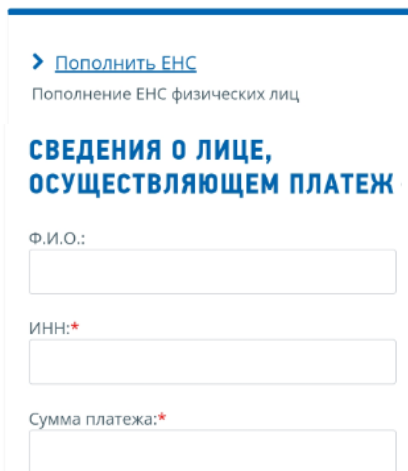 Пополнить ЕНС
Пополнение ЕНС физических лиц
СВЕДЕНИЯ О ЛИЦЕ,
ОСУЩЕСТВЛЯЮЩЕМ ПЛАТЕЖ
Ф.И.О.:
ИНН:*
Сумма платежа:*